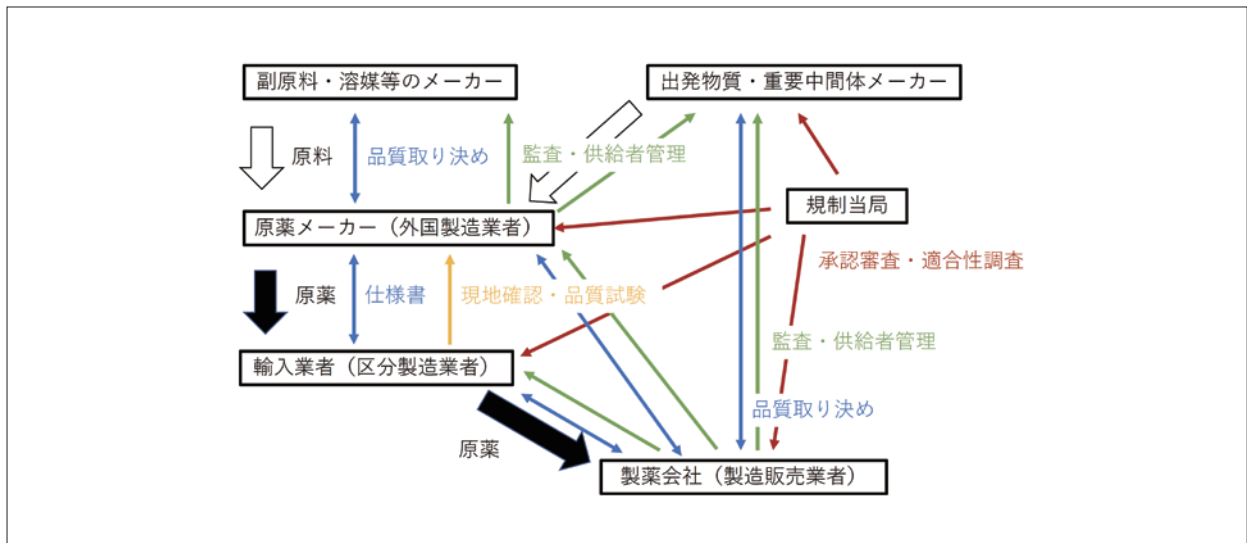 副原料・溶媒等のメーカー
出発物質・重要中間体メーカー
原料
品質取り決め
監査・供給者管理
規制当局
原薬メーカー（外国製造業者）
承認審査・適合性調査
原薬
仕様書
現地確認・品質試験
監査・供給者管理
輸入業者（区分製造業者）
品質取り決め
原薬
製薬会社（製造販売業者）